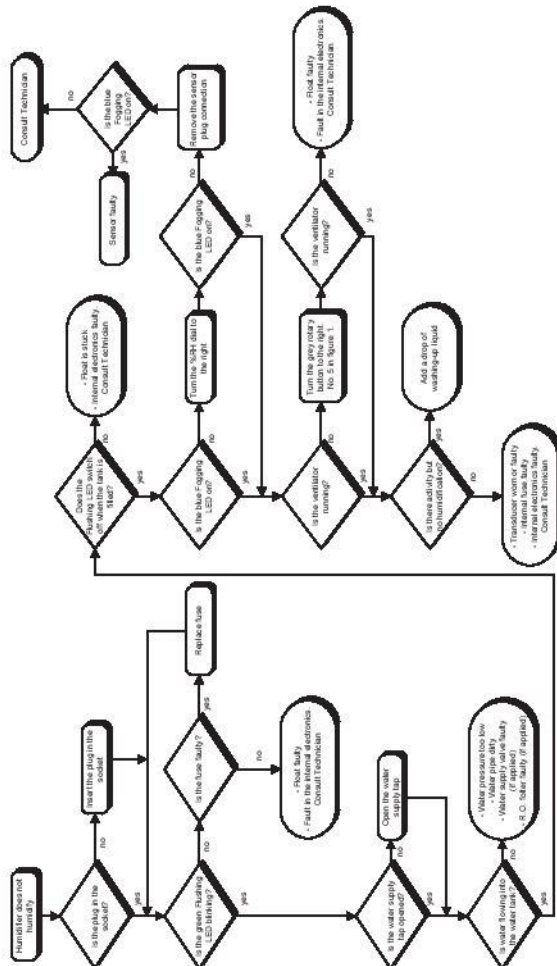 Humidifier does not
humidify
Is the plug in the
socket?
no
Insert the plug in the
socket
yes
Is the green Flushing
LED blinking?
no
Is the fuse faulty?
yes
Replace fuse
no
- Float faulty
- Fault in the internal electronics
Consult Technician
yes
Is the water supply
tap opened?
no
Open the water
supply tap
yes
Is water flowing into
the water tank?
no
- Water pressure too low
- Water pipe dirty
- Water supply valve faulty
(if applied)
- R.O. folter faulty (if applied)
yes
Does the
Flushing LED switch
off when the tank is
filled?
no
- Float is stuck
- Internal electronics faulty.
Consult Technician
yes
Is the blue Fogging
LED on?
no
Turn the %RH dial to
the right
Is the blue Fogging
LED on?
no
Remove the sensor
plug connection
Is the blue
Fogging
LED on?
no
Consult Technician
yes
Sensor faulty
yes
yes
Is the ventilator
running?
no
Turn the grey rotary
button to the right.
No. 5 in figure 1.
Is the ventilator
running?
no
- Float faulty
- Fault in the internal electronics.
Consult Technician
yes
yes
Is there activity but
no humidification?
yes
Add a drop of
washing-up liquid
no
- Transducer worn or faulty
- Internal fuse faulty
- Internal electronics faulty.
Consult Technician